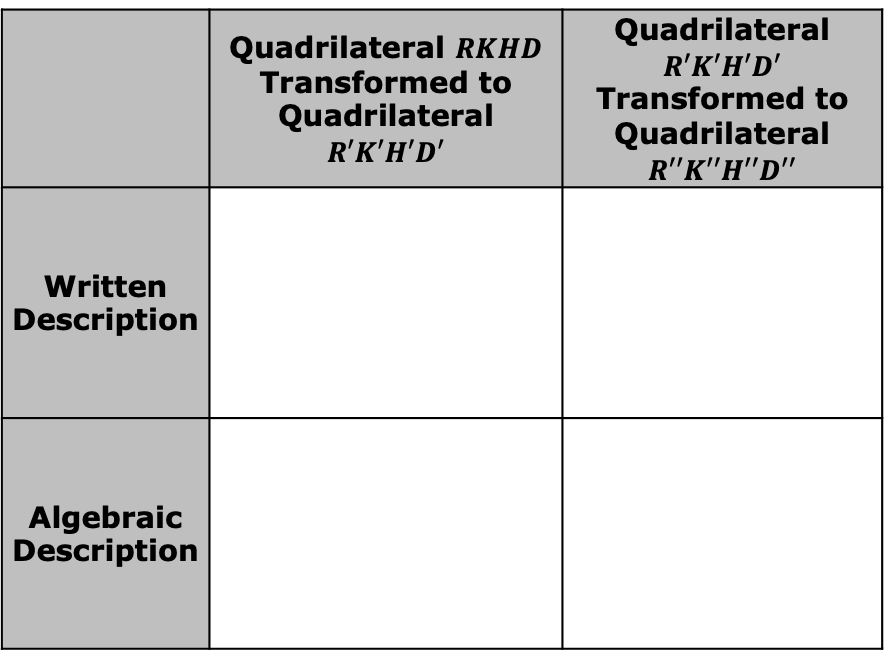 Quadrilateral RKHD
Transformed to
Quadrilateral
R′K′H′D′
Quadrilateral
R′K′H′D′
Transformed to
Quadrilateral
R′′K′′H′′D′′
Written
Description
Algebraic
Description